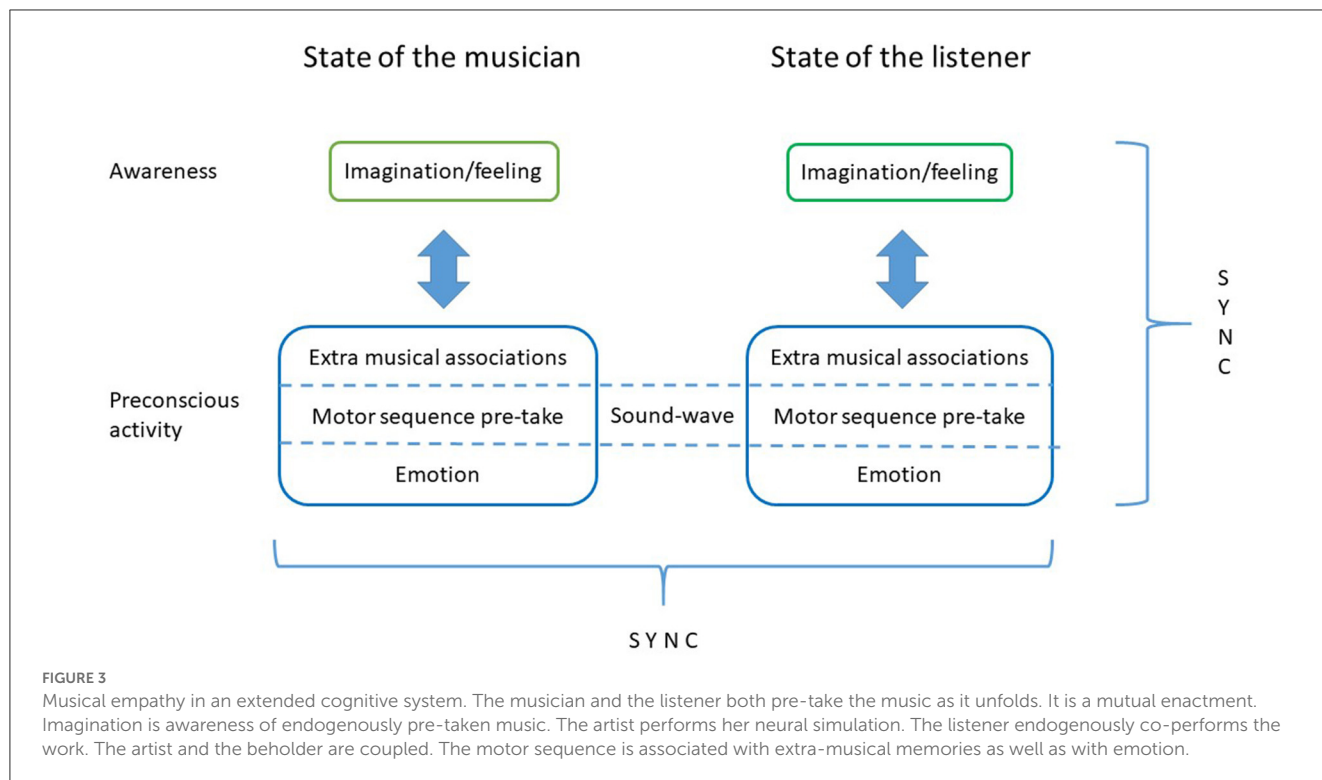 State of the musician
State of the listener
Awareness
Imagination/feeling
Imagination/feeling
Extra musical associations
Extra musical associations
Preconscious
activity
Motor sequence pre-take
Sound-wave
Motor sequence pre-take
Emotion
Emotion
S
Y
N
C
S Y N C
FIGURE 3
Musical empathy in an extended cognitive system. The musician and the listener both pre-take the music as it unfolds. It is a mutual enactment.
Imagination is awareness of endogenously pre-taken music. The artist performs her neural simulation. The listener endogenously co-performs the
work. The artist and the beholder are coupled. The motor sequence is associated with extra-musical memories as well as with emotion.